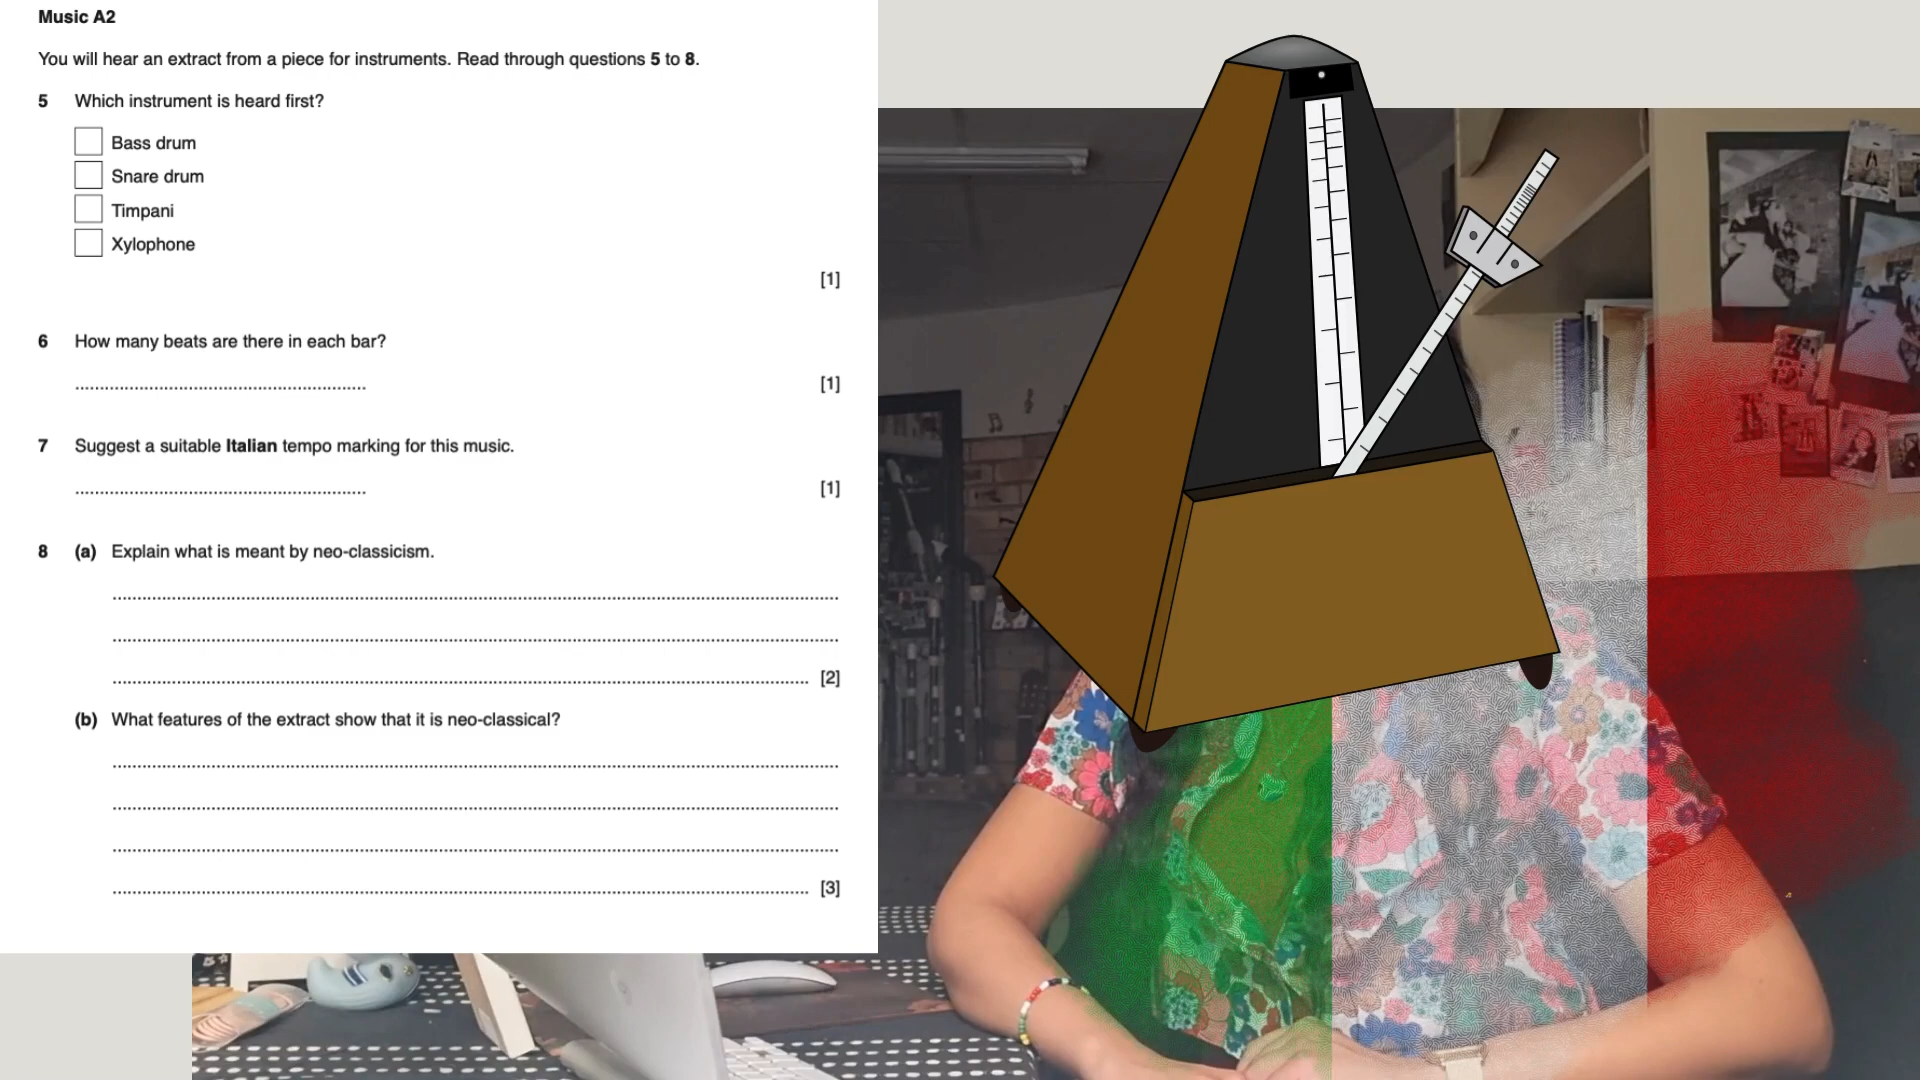 Music A2
You will hear an extract from a piece for instruments. Read through questions 5 to 8.
5 Which instrument is heard first?
Bass drum
Snare drum
Timpani
Xylophone
[1]
6 How many beats are there in each bar?
[1]
7 Suggest a suitable Italian tempo marking for this music.
[1]
8 (a) Explain what is meant by neo-classicism.
[2]
(b) What features of the extract show that it is neo-classical?
[3]